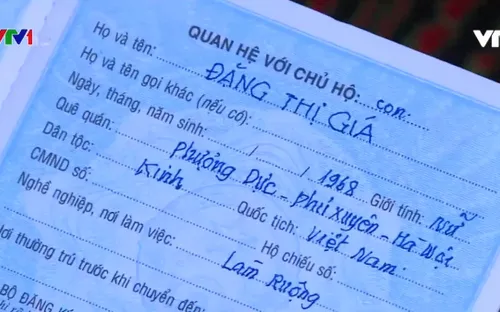 VTV1
VTV
QUAN HỆ VỚI CHỦ HỘ: con:
Họ và tên: ĐẶNG THỊ GIÁ
Họ và tên gọi khác (nếu có):
Ngày, tháng, năm sinh: / / 1968 Giới tính: Nữ
Quê quán: Phượng Dực - Phú Xuyên - Hà Nội
Dân tộc: Kinh Quốc tịch: Việt Nam
CMND số: Hộ chiếu số:
Nghề nghiệp, nơi làm việc: Làm Ruộng
Nơi thường trú trước khi chuyển đến:
BỘ ĐĂNG